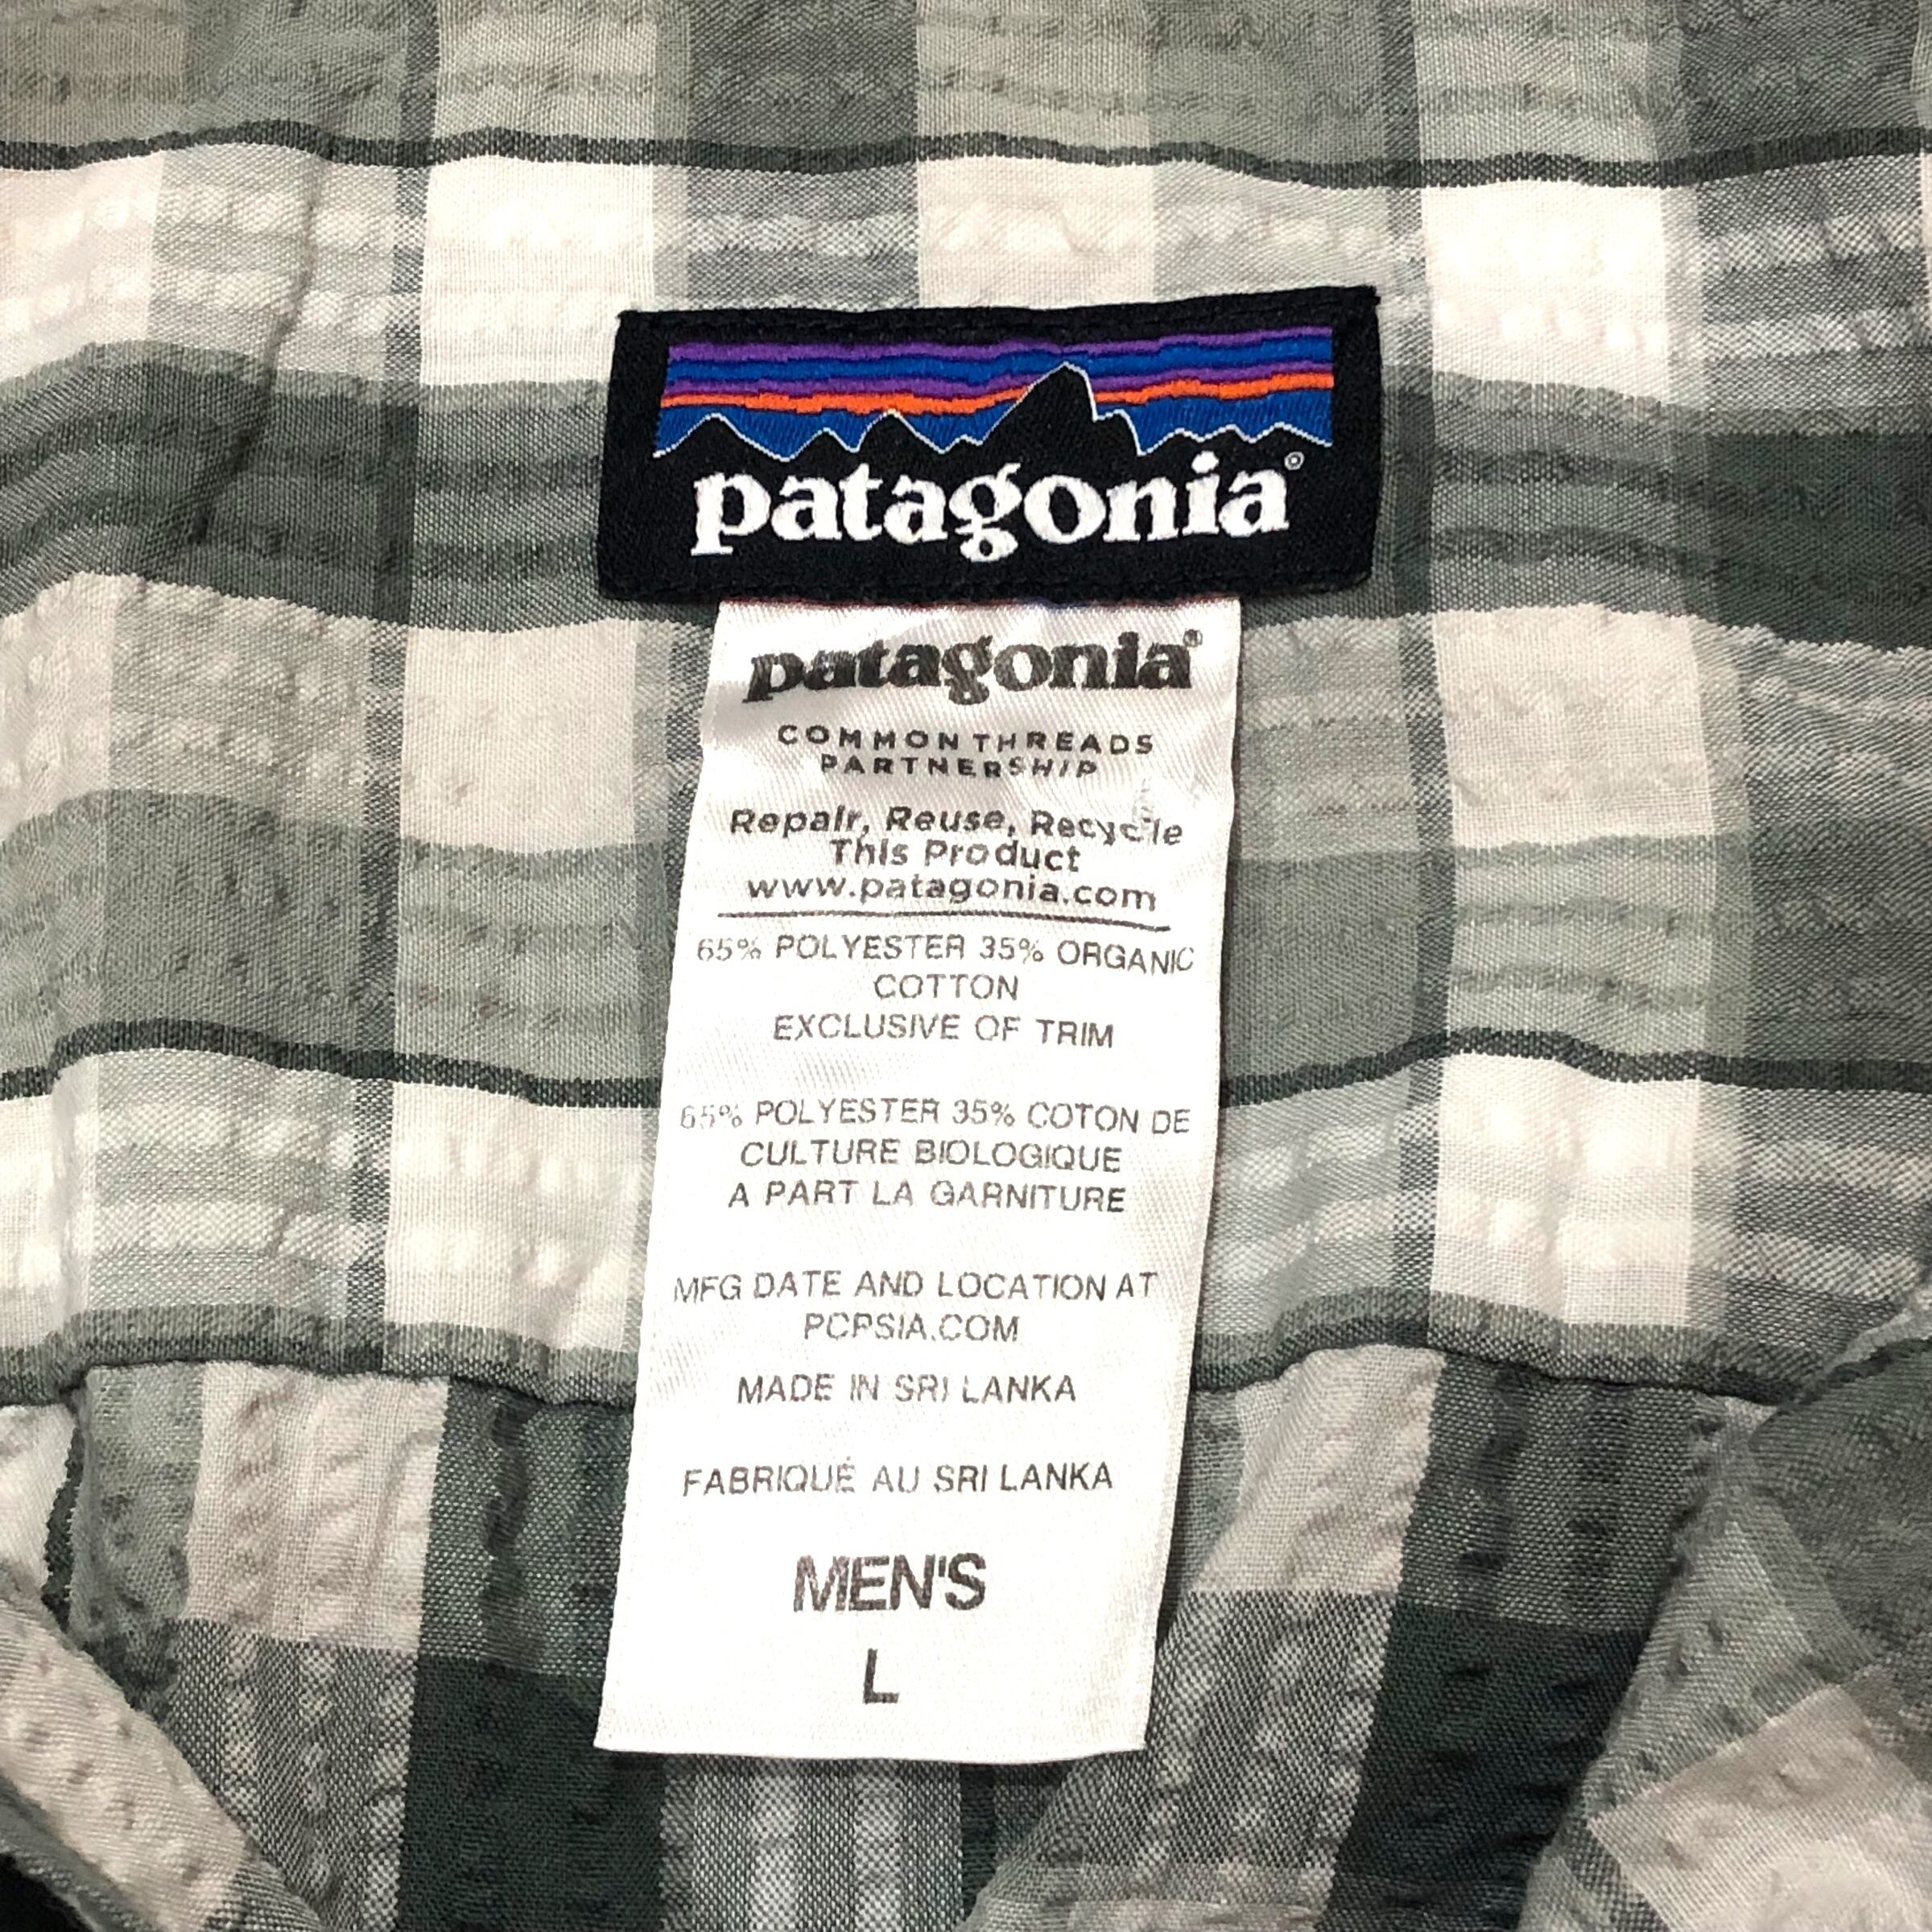 patagonia®
patagonia®
COMMON THREADS
PARTNERSHIP
Repair, Reuse, Recycle
This Product
www.patagonia.com
65% POLYESTER 35% ORGANIC
COTTON
EXCLUSIVE OF TRIM
65% POLYESTER 35% COTON DE
CULTURE BIOLOGIQUE
A PART LA GARNITURE
MFG DATE AND LOCATION AT
PCPSIA.COM
MADE IN SRI LANKA
FABRIQUÉ AU SRI LANKA
MEN'S
L